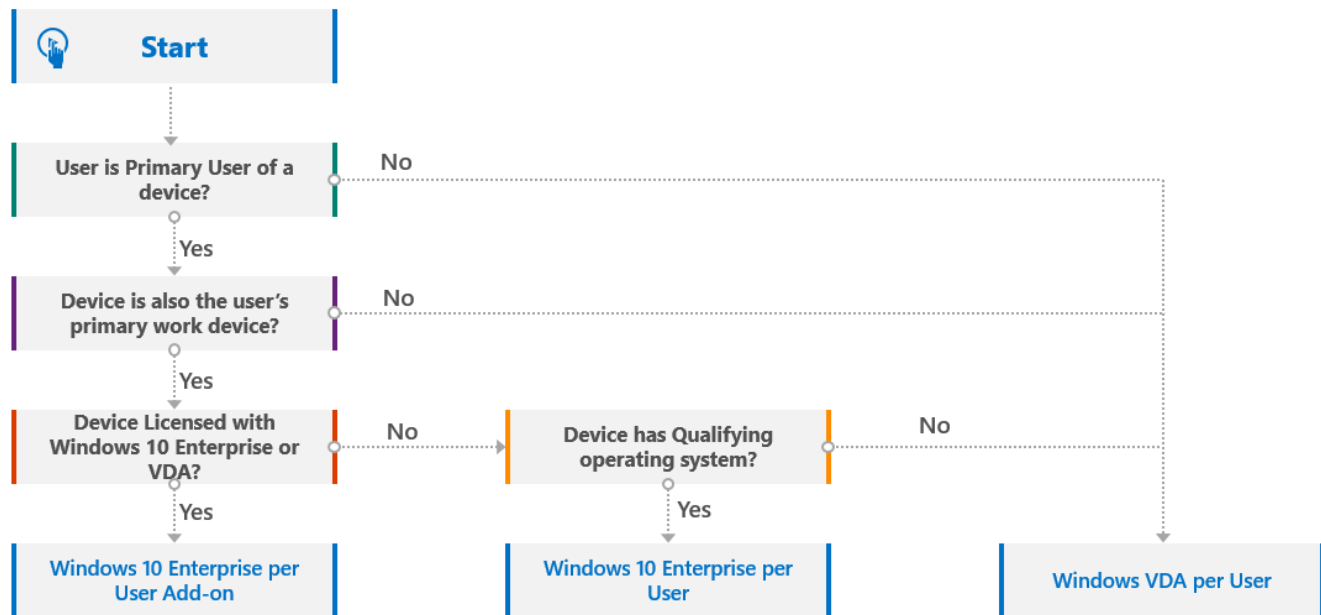 Start
User is Primary User of a
device?
No
Yes
Device is also the user's
primary work device?
No
Yes
Device Licensed with
Windows 10 Enterprise or
VDA?
No
Device has Qualifying
operating system?
No
Yes
Yes
Windows 10 Enterprise per
User Add-on
Windows 10 Enterprise per
User
Windows VDA per User